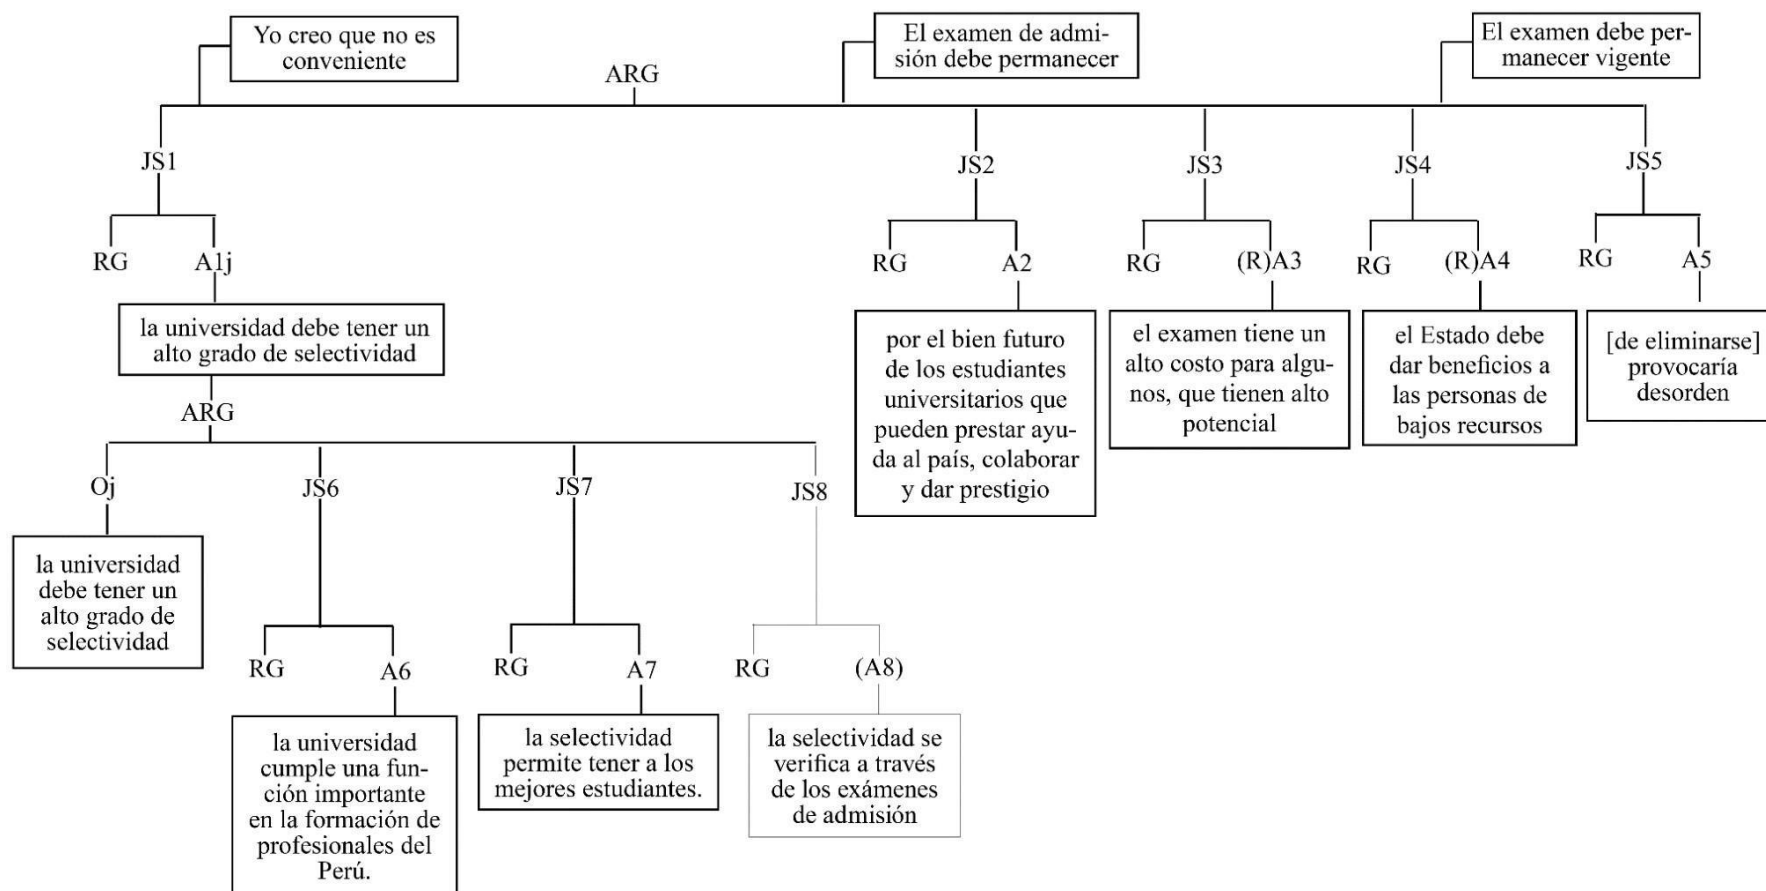 Yo creo que no es
conveniente
ARG
El examen de admi-
sión debe permanecer
El examen debe per-
manecer vigente
JS1
JS2
JS3
JS4
JS5
RG
A1j
RG
A2
RG
(R)A3
RG
(R)A4
RG
A5
la universidad debe tener un
alto grado de selectividad
por el bien futuro
de los estudiantes
universitarios que
pueden prestar ayu-
da al país, colaborar
y dar prestigio
el examen tiene un
alto costo para algu-
nos, que tienen alto
potencial
el Estado debe
dar beneficios a
las personas de
bajos recursos
[de eliminarse]
provocaría
desorden
ARG
Oj
JS6
JS7
JS8
la universidad
debe tener un
alto grado de
selectividad
RG
A6
RG
A7
RG
(A8)
la universidad
cumple una fun-
ción importante
en la formación de
profesionales del
Perú.
la selectividad
permite tener a los
mejores estudiantes.
la selectividad se
verifica a través
de los exámenes
de admisión